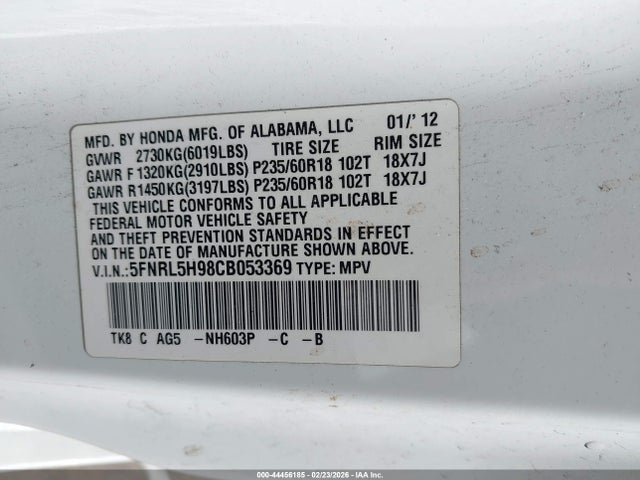 MFD. BY HONDA MFG. OF ALABAMA, LLC 01/' 12
GVWR 2730KG(6019LBS) TIRE SIZE RIM SIZE
GAWR F 1320KG(2910LBS) P235/60R18 102T 18X7J
GAWR R1450KG(3197LBS) P235/60R18 102T 18X7J
THIS VEHICLE CONFORMS TO ALL APPLICABLE
FEDERAL MOTOR VEHICLE SAFETY
AND THEFT PREVENTION STANDARDS IN EFFECT
ON THE DATE OF MANUFACTURE SHOWN ABOVE.
V.I.N.:5FNRL5H98CB053369 TYPE: MPV
TK8 C AG5 -NH603P -C -B
000-44456185 - 02/23/2026 - IAAI Inc.